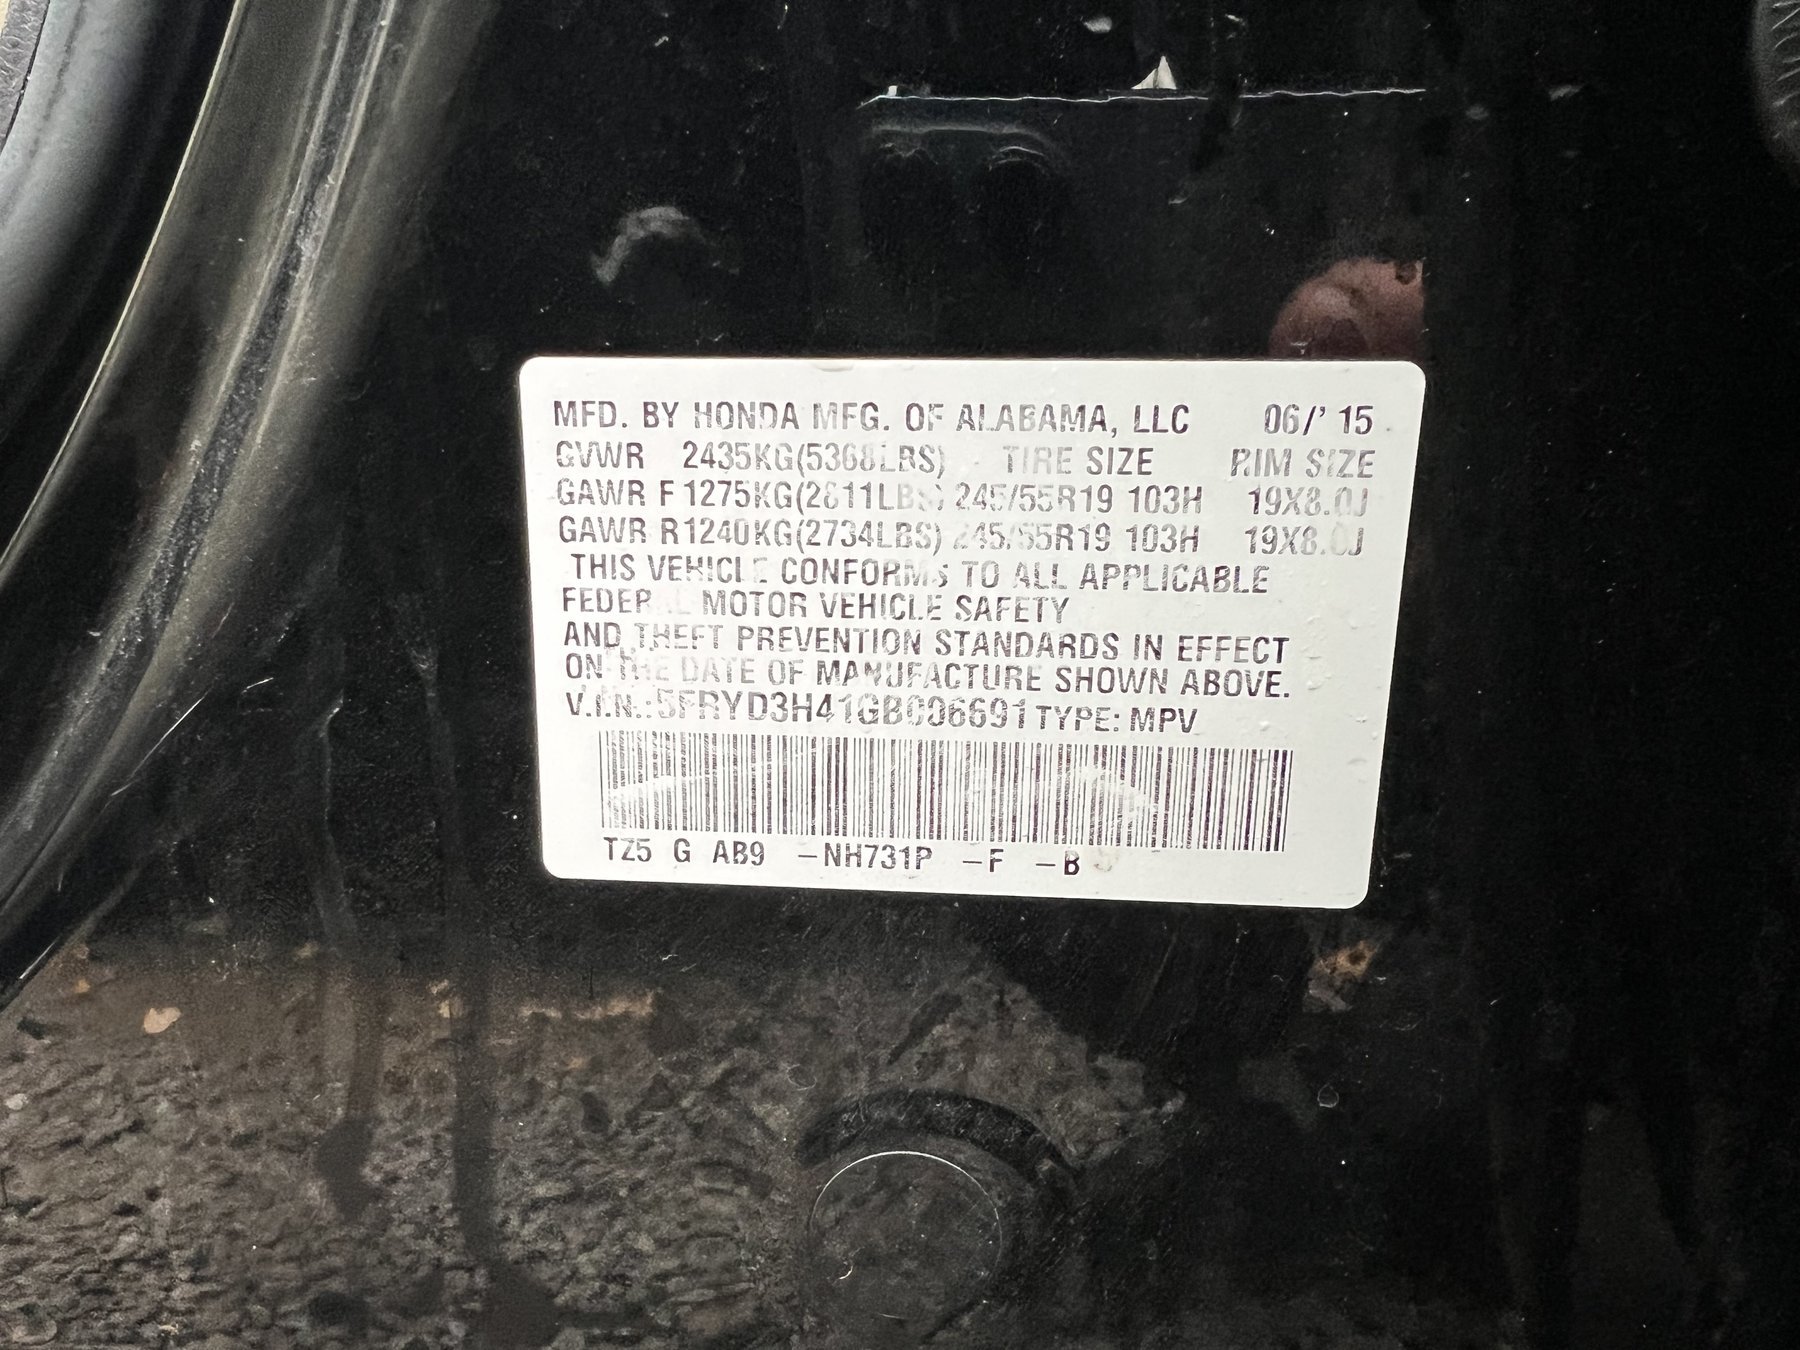 MFD. BY HONDA MFG. OF ALABAMA, LLC 06/' 15
GVWR 2435KG(5368LBS) TIRE SIZE RIM SIZE
GAWR F 1275KG(2811LBS) 245/55R19 103H 19X8.0J
GAWR R 1240KG(2734LBS) 245/55R19 103H 19X8.0J
THIS VEHICLE CONFORMS TO ALL APPLICABLE
FEDERAL MOTOR VEHICLE SAFETY
AND THEFT PREVENTION STANDARDS IN EFFECT
ON THE DATE OF MANUFACTURE SHOWN ABOVE.
V.I.N.: 5FRYD3H41GB006691 TYPE: MPV
TZ5 G AB9 -NH731P -F -B